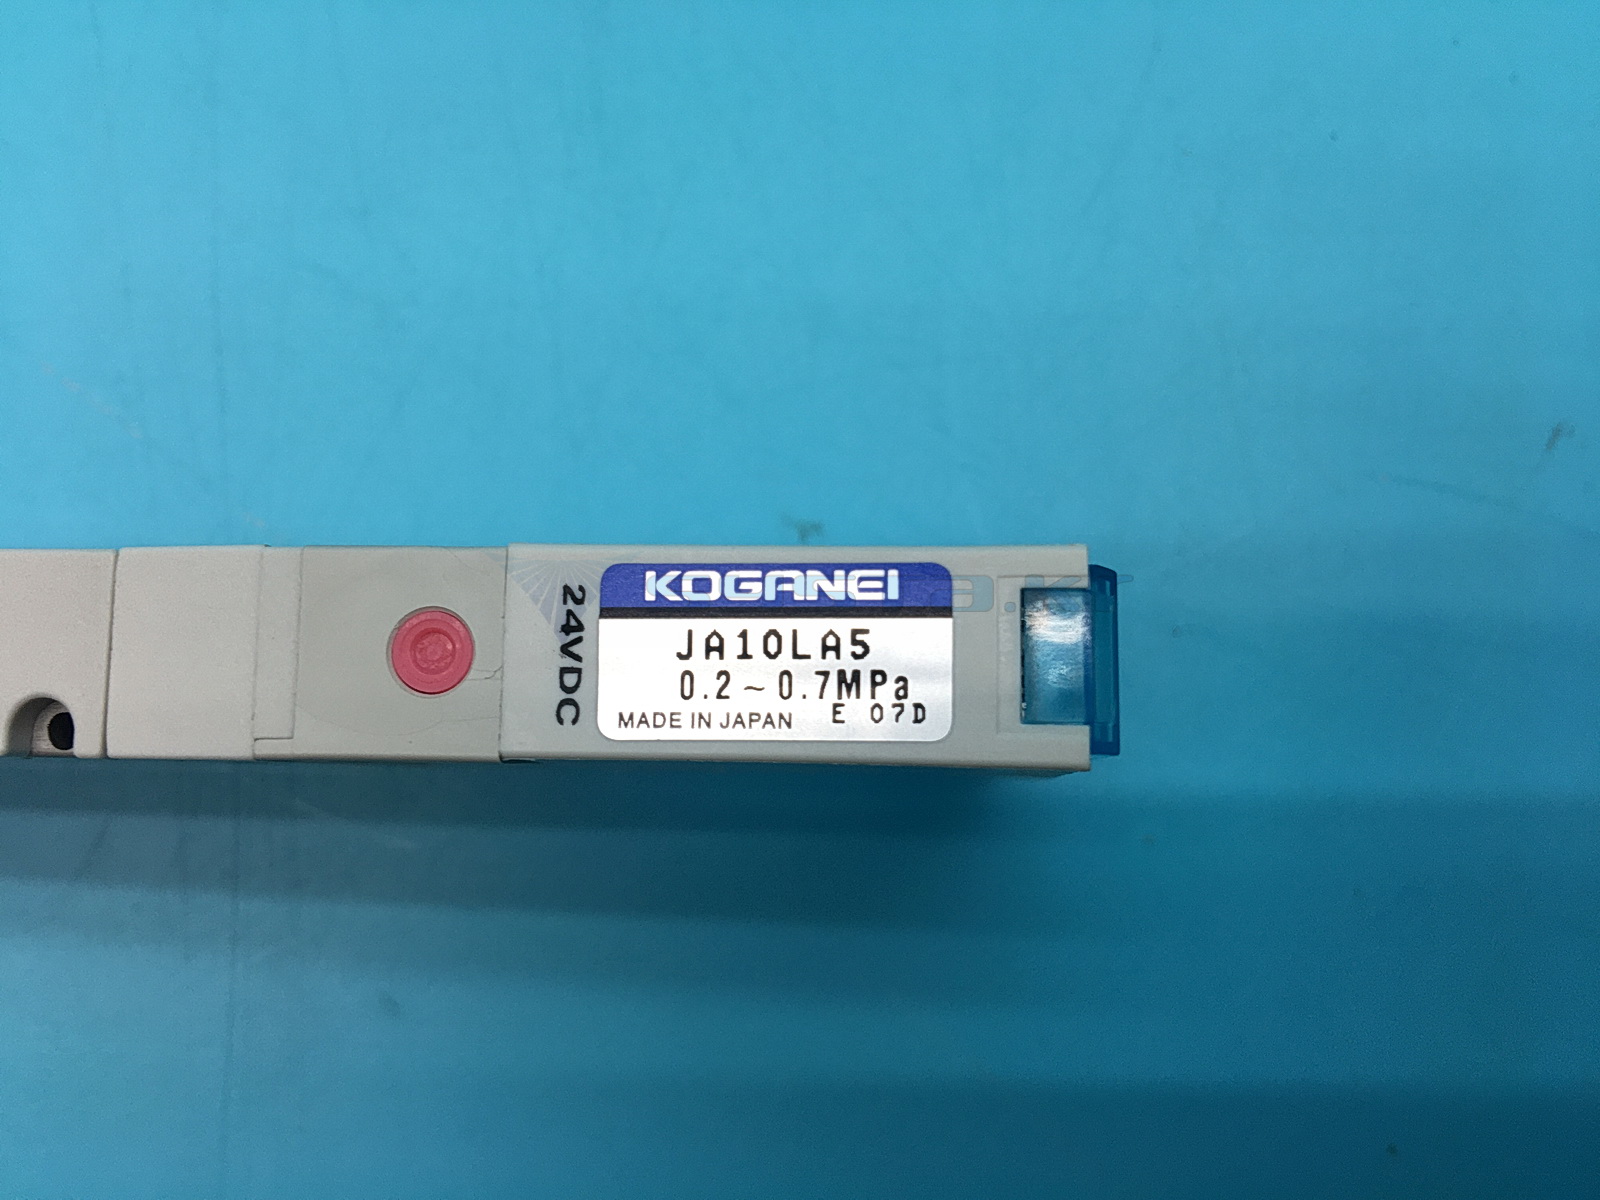 24VDC
KOGANEI
JA10LA5
0.2~0.7MPa
MADE IN JAPAN E 07D